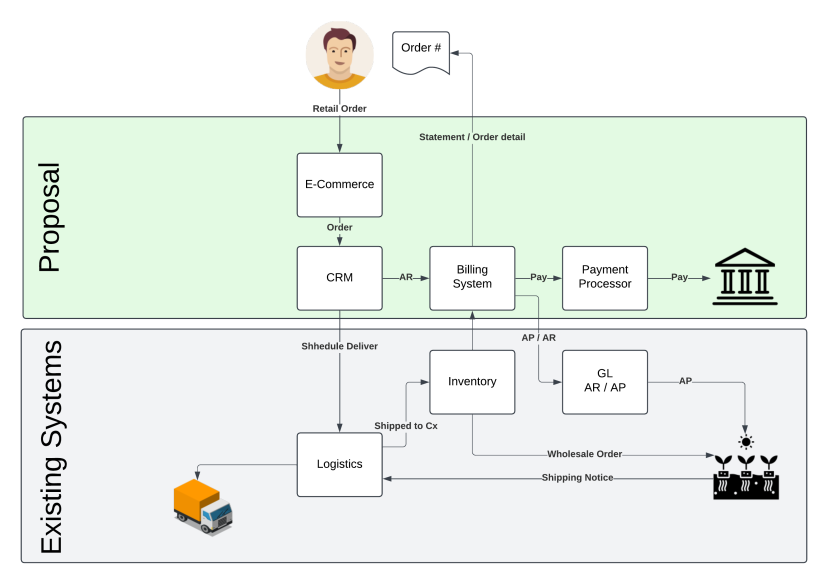 Order #
Retail Order
Statement / Order detail
Proposal
E-Commerce
Order
CRM
AR
Billing
System
Pay
Payment
Processor
Pay
Existing Systems
Shhedule Deliver
AP / AR
Inventory
GL
AR / AP
AP
Shipped to Cx
Logistics
Wholesale Order
Shipping Notice